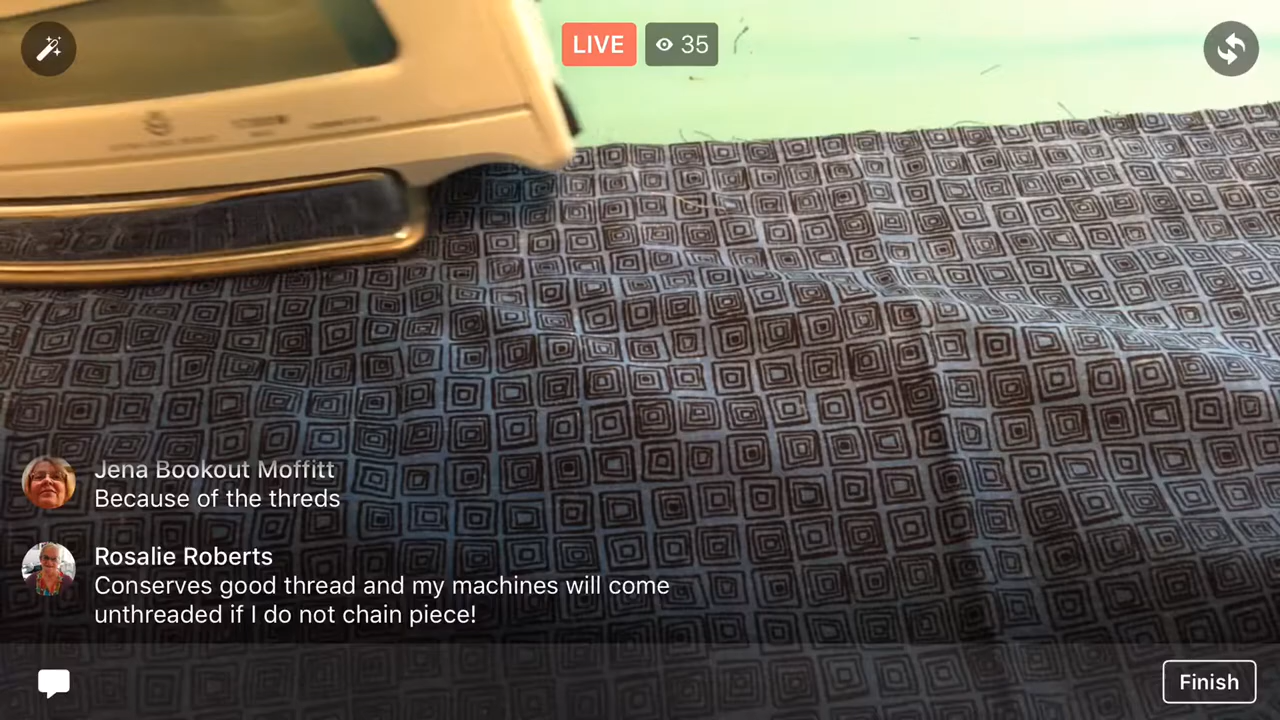 LIVE 35
Jena Bookout Moffitt
Because of the threds
Rosalie Roberts
Conserves good thread and my machines will come
unthreaded if I do not chain piece!
Finish